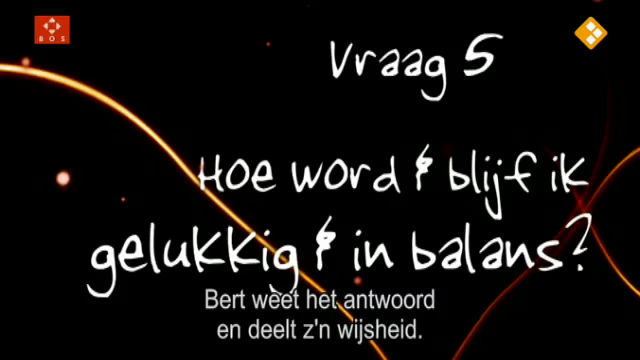 BOS
Vraag 5
Hoe word & blijf ik
gelukkig & in balans?
Bert weet het antwoord
en deelt z'n wijsheid.